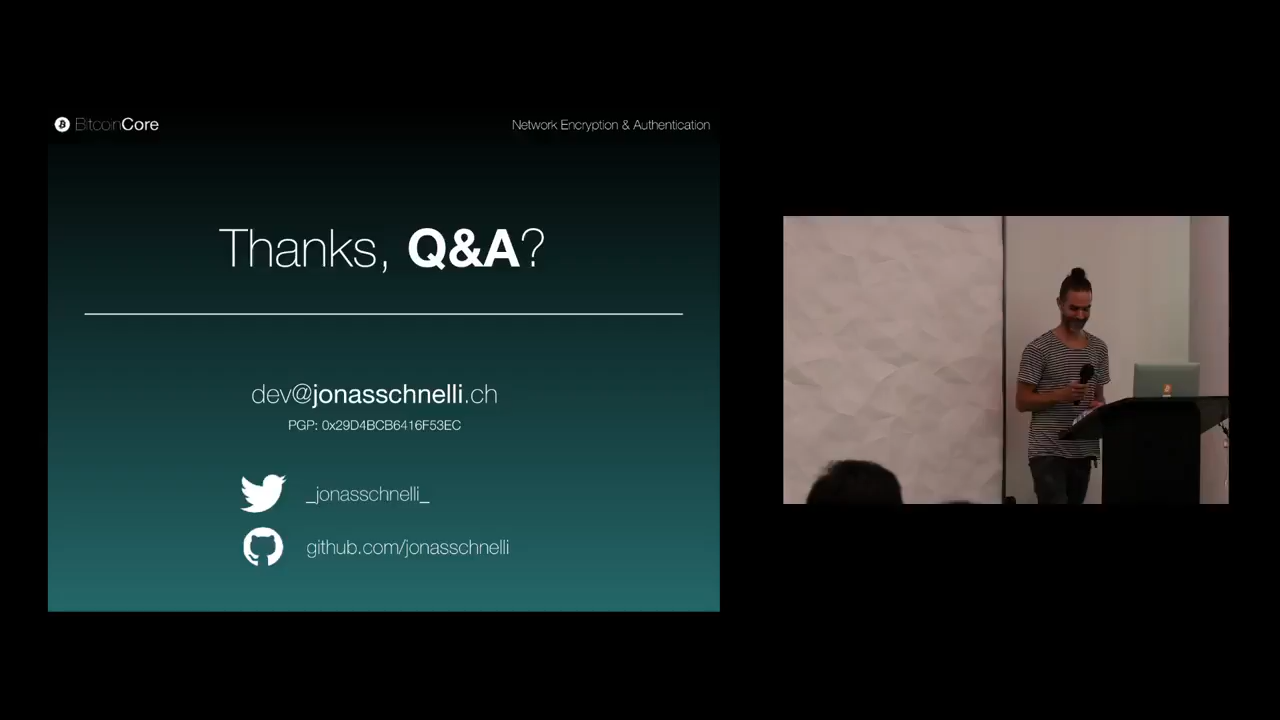 BitcoinCore
Network Encryption & Authentication
Thanks, Q&A?
dev@jonasschnelli.ch
PGP: 0x29D4BCB6416F53EC
_jonasschnelli_
github.com/jonasschnelli